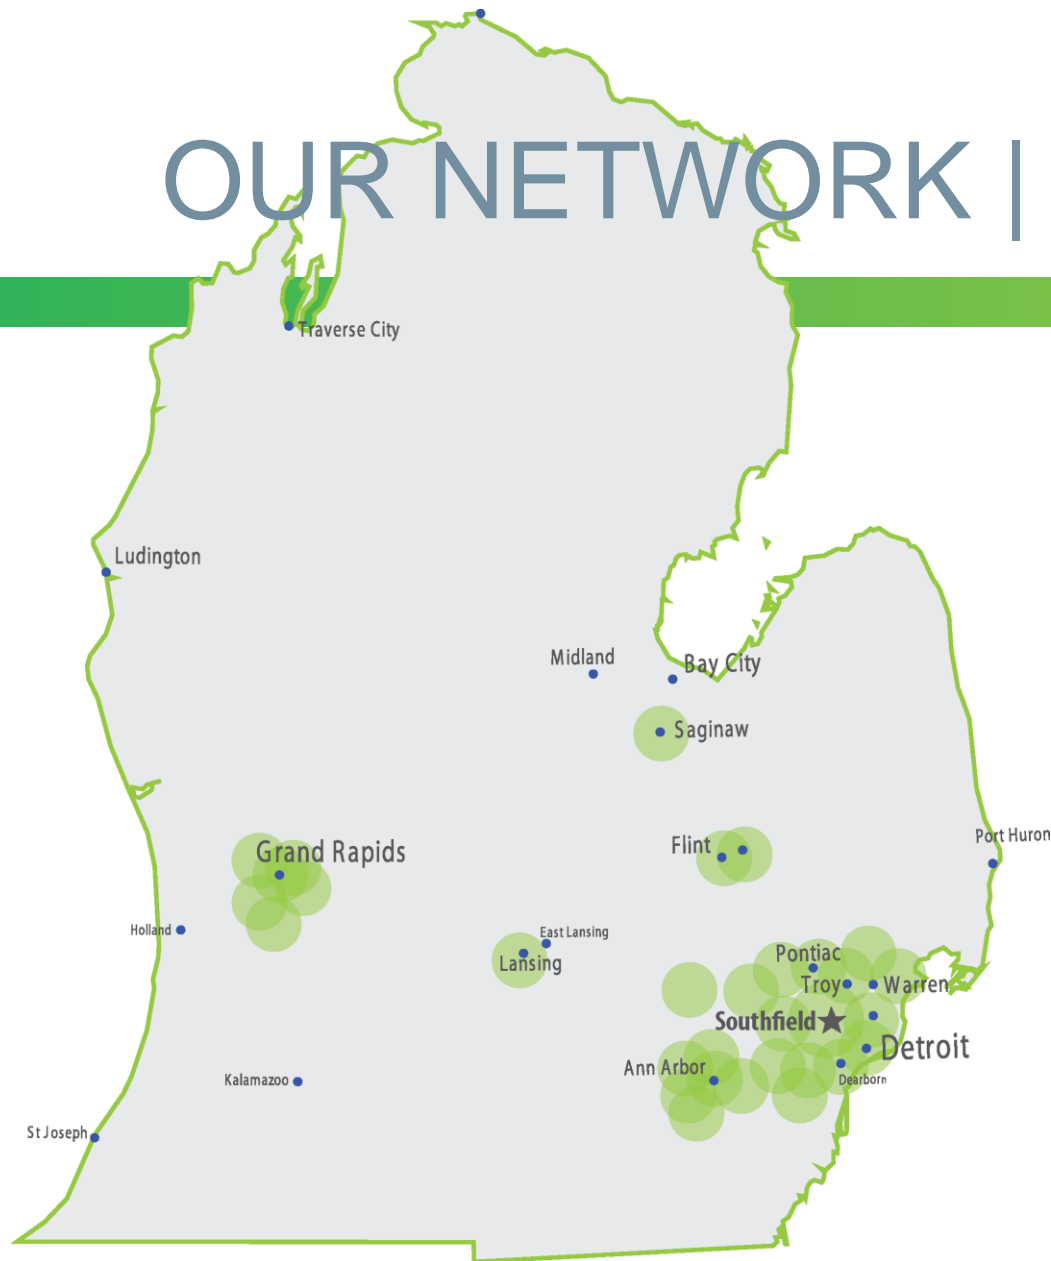 OUR NETWORK |
Traverse City
Ludington
Midland
Bay City
Saginaw
Port Huron
Flint
Grand Rapids
Holland
East Lansing
Lansing
Pontiac
Troy
Warren
Southfield
Detroit
Ann Arbor
Dearborn
Kalamazoo
St Joseph